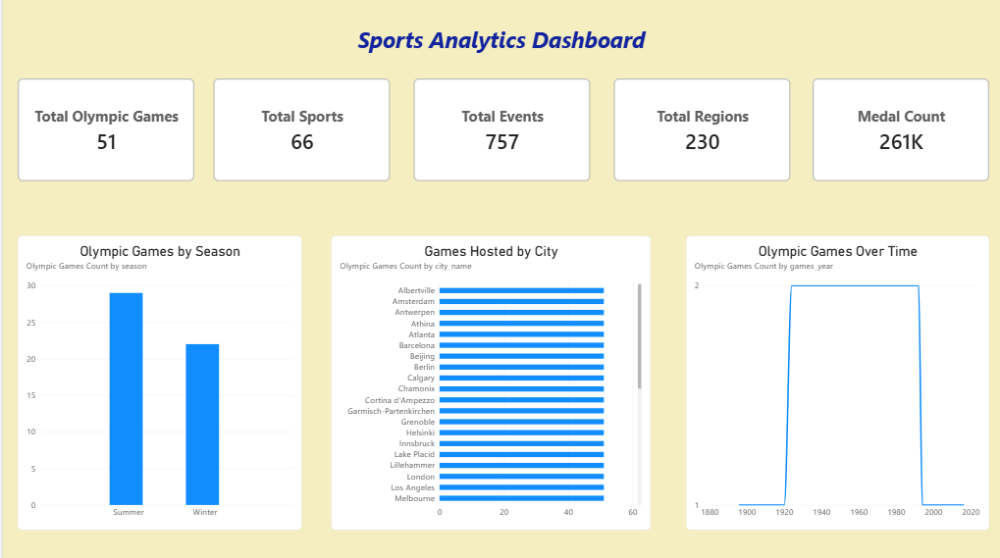 Sports Analytics Dashboard
Total Olympic Games
51
Total Sports
66
Total Events
757
Total Regions
230
Medal Count
261K
Olympic Games by Season
Olympic Games Count by season
30
25
20
15
10
5
0
Summer
Winter
Games Hosted by City
Olympic Games Count by city_name
Albertville
Amsterdam
Antwerpen
Athina
Atlanta
Barcelona
Beijing
Berlin
Calgary
Chamonix
Cortina d'Ampezzo
Garmisch-Partenkirchen
Grenoble
Helsinki
Innsbruck
Lake Placid
Lillehammer
London
Los Angeles
Melbourne
0 20 40 60
Olympic Games Over Time
Olympic Games Count by games_year
2
1
1880 1900 1920 1940 1960 1980 2000 2020